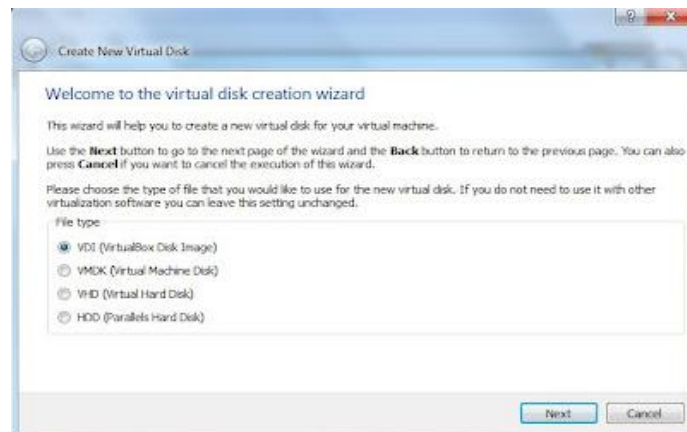 Create New Virtual Disk
Welcome to the virtual disk creation wizard
This wizard will help you to create a new virtual disk for your virtual machine.
Use the Next button to go to the next page of the wizard and the Back button to return to the previous page. You can also
press Cancel if you want to cancel the execution of this wizard.
Please choose the type of file that you would like to use for the new virtual disk. If you do not need to use it with other
virtualization software you can leave this setting unchanged.
File type
VDI (VirtualBox Disk Image)
VMDK (Virtual Machine Disk)
VHD (Virtual Hard Disk)
HDD (Parallels Hard Disk)
Next Cancel